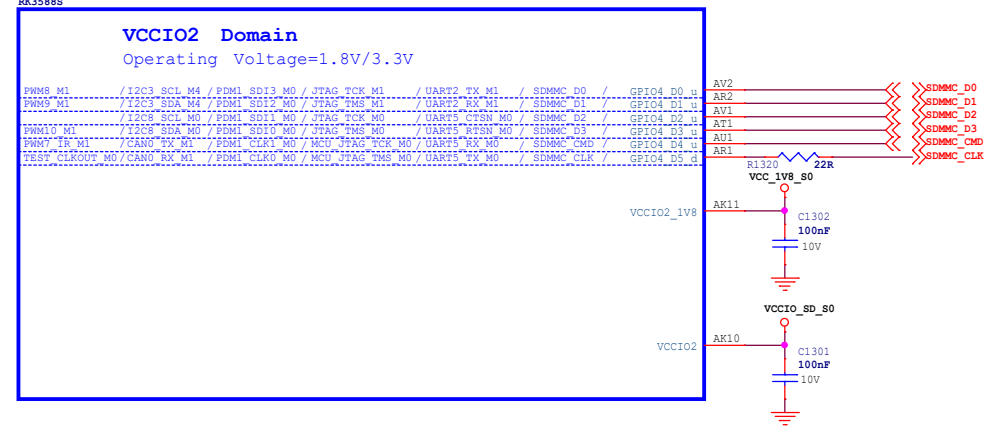 RK3588S
VCCIO2 Domain
Operating Voltage=1.8V/3.3V
PWM8_M1 /I2C3_SCL_M4 /PDM1_SDI3_M0 /JTAG_TCK_M1 /UART2_TX_M1 / SDMMC_D0 / GPIO4_D0_u AV2 SDMMC_D0
PWM9_M1 /I2C3_SDA_M4 /PDM1_SDI2_M0 /JTAG_TMS_M1 /UART2_RX_M1 / SDMMC_D1 / GPIO4_D1_u AR2 SDMMC_D1
/I2C8_SCL_M0 /PDM1_SDI1_M0 /JTAG_TCK_M0 /UART5_CTSN_M0 / SDMMC_D2 / GPIO4_D2_u AV1 SDMMC_D2
PWM10_M1 /I2C8_SDA_M0 /PDM1_SDI0_M0 /JTAG_TMS_M0 /UART5_RTSN_M0 / SDMMC_D3 / GPIO4_D3_u AT1 SDMMC_D3
PWM7_IR_M1 /CAN0_TX_M1 /PDM1_CLK1_M0 /MCU_JTAG_TCK_M0 /UART5_RX_M0 / SDMMC_CMD / GPIO4_D4_u AU1 SDMMC_CMD
TEST_CLKOUT_M0 /CAN0_RX_M1 /PDM1_CLK0_M0 /MCU_JTAG_TMS_M0 /UART5_TX_M0 / SDMMC_CLK / GPIO4_D5_d AR1 SDMMC_CLK
R1320 22R
VCC_1V8_S0
VCCIO2_1V8 AK11
C1302
100nF
10V
VCCIO_SD_S0
VCCIO2 AK10
C1301
100nF
10V